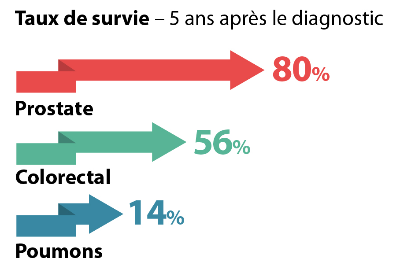 Taux de survie – 5 ans après le diagnostic
80%
Prostate
56%
Colorectal
14%
Poumons